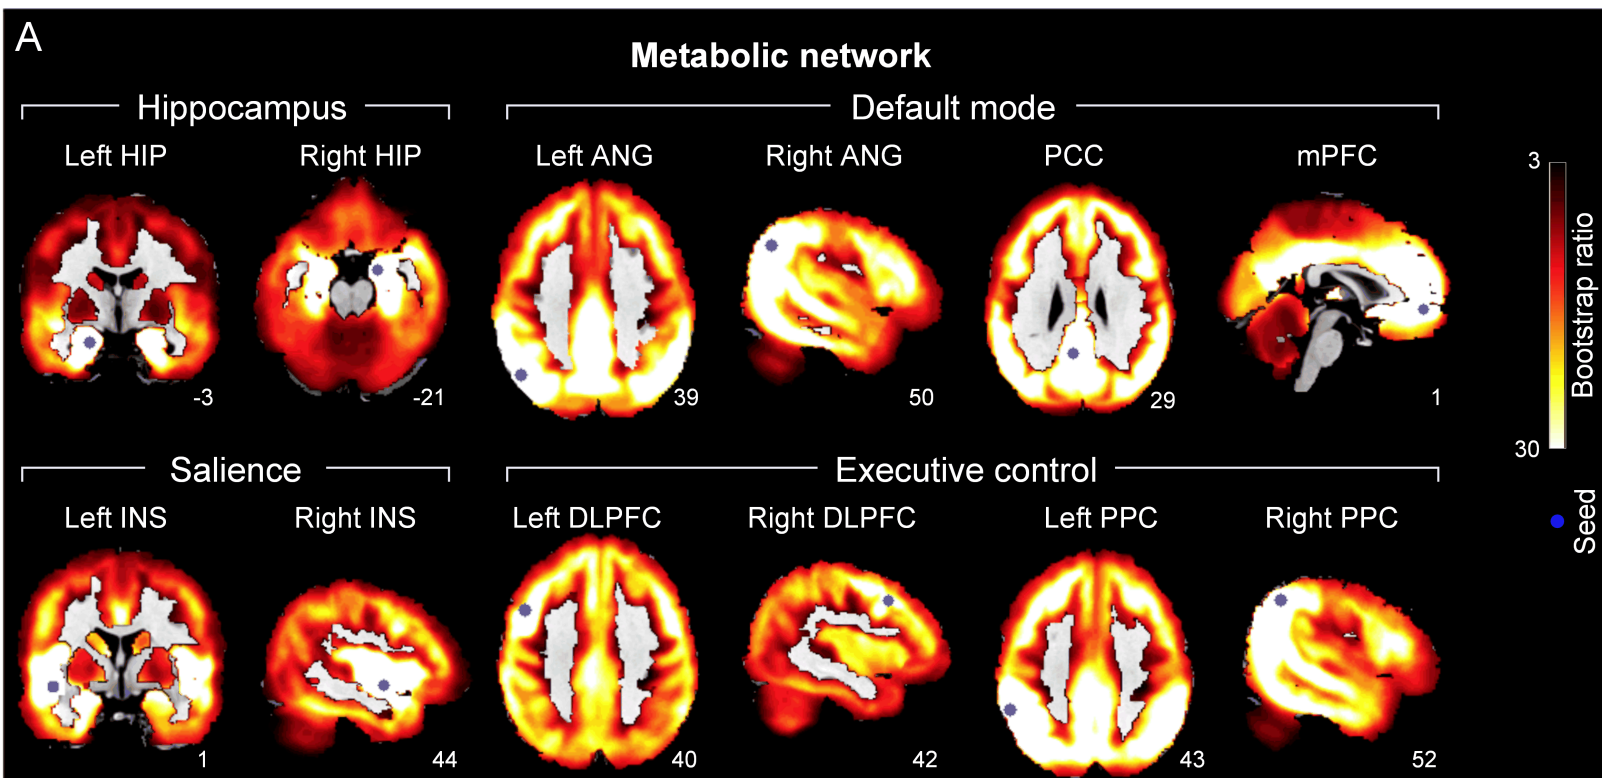 A
Metabolic network
Hippocampus
Default mode
Left HIP
Right HIP
Left ANG
Right ANG
PCC
mPFC
-3
-21
39
50
29
1
3
30
Bootstrap ratio
Salience
Executive control
Left INS
Right INS
Left DLPFC
Right DLPFC
Left PPC
Right PPC
1
44
40
42
43
52
Seed